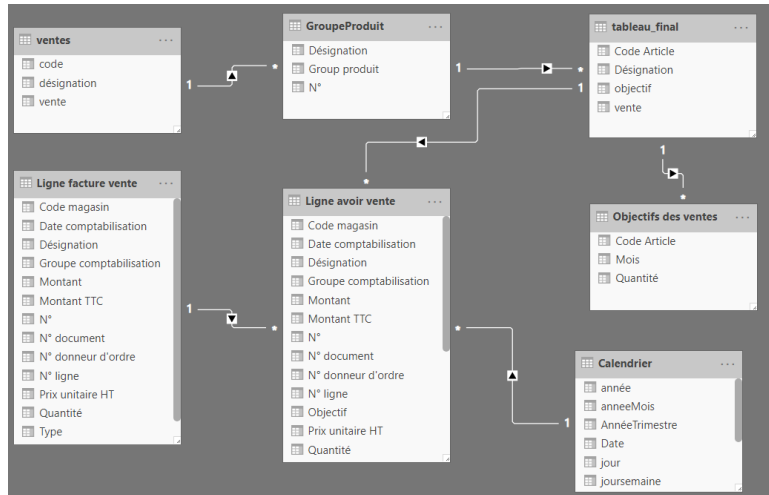 ventes
code
désignation
vente
GroupeProduit
Désignation
Group produit
N°
tableau_final
Code Article
Désignation
objectif
vente
1
*
1
*
1
*
1
*
Ligne facture vente
Code magasin
Date comptabilisation
Désignation
Groupe comptabilisation
Montant
Montant TTC
N°
N° document
N° donneur d'ordre
N° ligne
Prix unitaire HT
Quantité
Type
1
*
Ligne avoir vente
Code magasin
Date comptabilisation
Désignation
Groupe comptabilisation
Montant
Montant TTC
N°
N° document
N° donneur d'ordre
N° ligne
Objectif
Prix unitaire HT
Quantité
Objectifs des ventes
Code Article
Mois
Quantité
*
1
Calendrier
année
anneeMois
AnnéeTrimestre
Date
jour
joursemaine